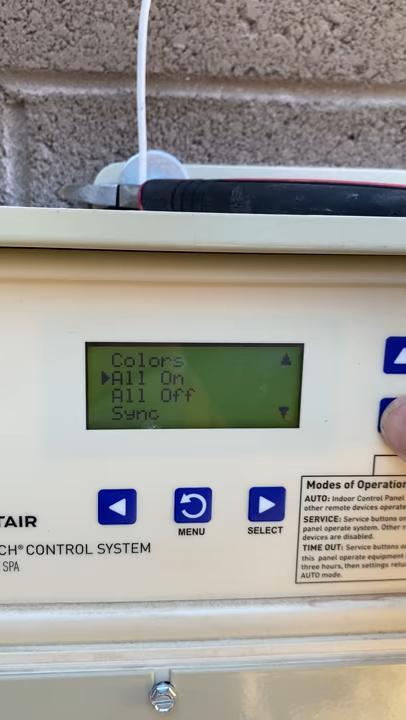 Colors
All On
All Off
Sync
MENU
SELECT
TAIR
CH® CONTROL SYSTEM
SPA
Modes of Operation
AUTO: Indoor Control Panel
other remote devices operate
SERVICE: Service buttons on
panel operate system. Other
devices are disabled.
TIME OUT: Service buttons on
this panel operate equipment
three hours, then settings
AUTO mode.